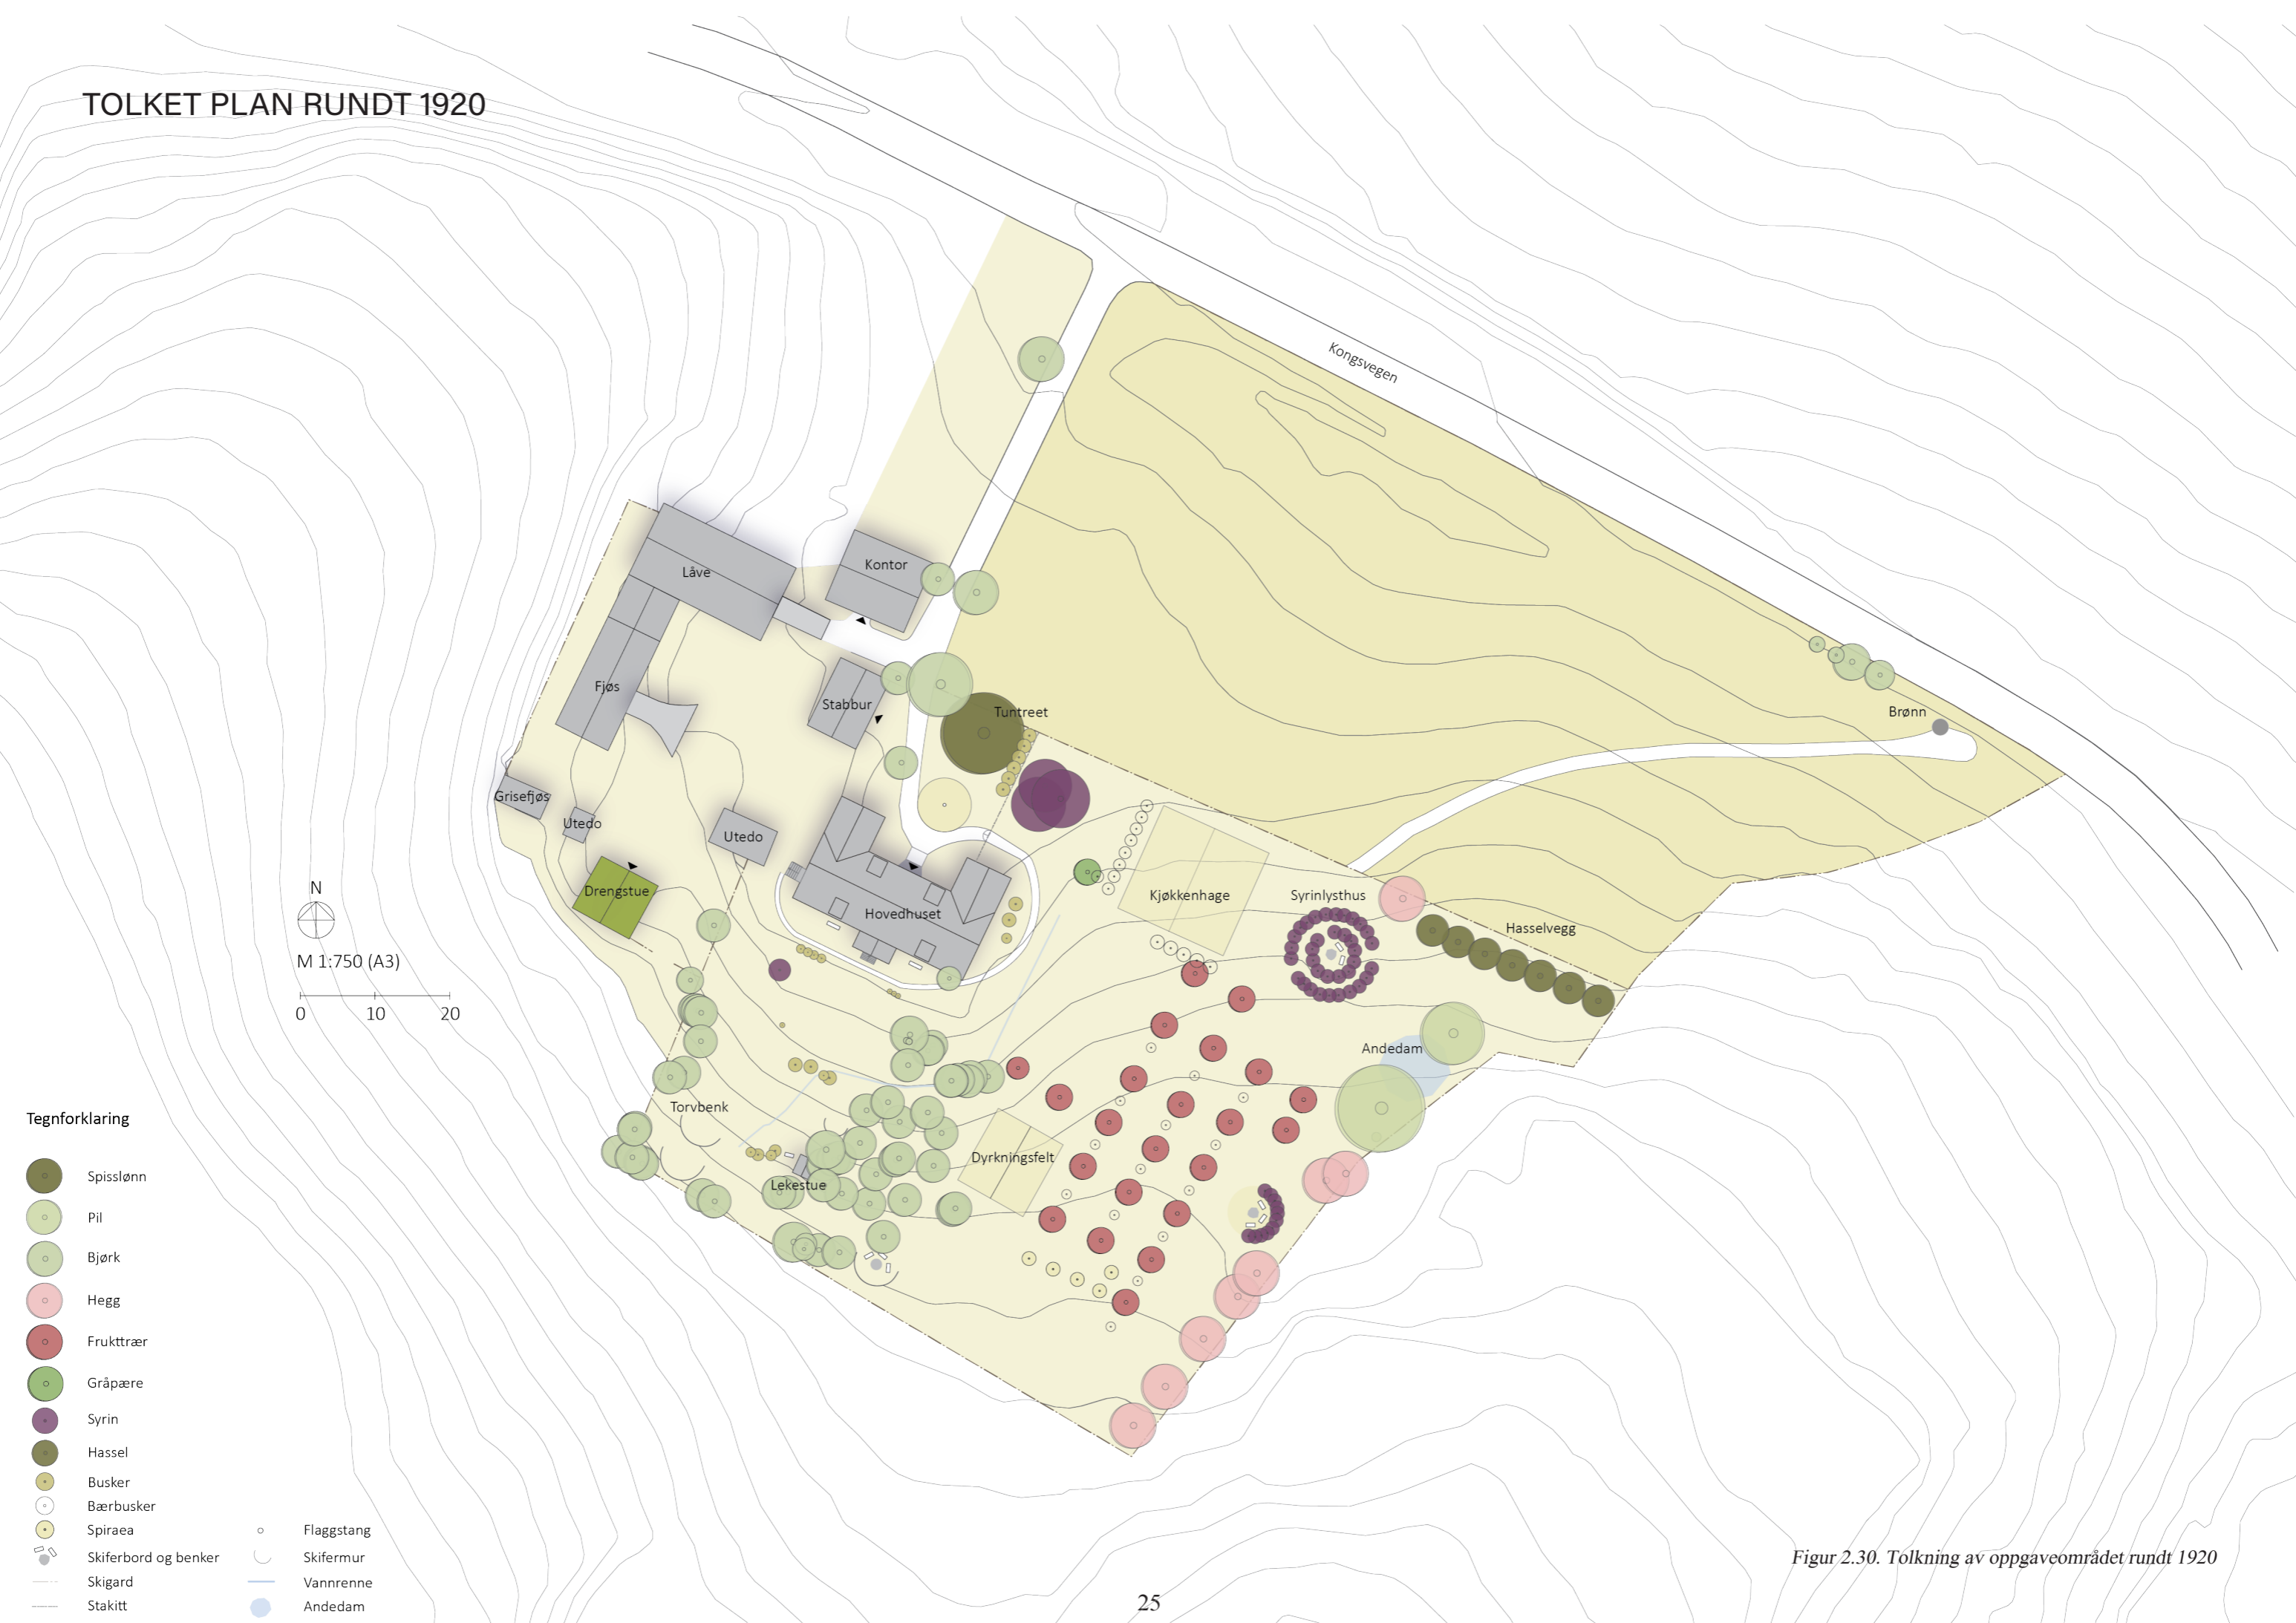 TOLKET PLAN RUNDT 1920
Kongsvegen
Låve
Kontor
Fjøs
Stabbur
Tuntreet
Brønn
Grisefjøs
Utedo
Utedo
Drengstue
Hovedhuset
Kjøkkenhage
Syrinlysthus
Hasselvegg
N
M 1:750 (A3)
0 10 20
Andedam
Torvbenk
Dyrkningsfelt
Lekestue
Tegnforklaring
Spisslønn
Pil
Bjørk
Hegg
Frukttrær
Gråpære
Syrin
Hassel
Busker
Bærbusker
Spiraea
Skiferbord og benker
Skigard
Stakitt
Flaggstang
Skifermur
Vannrenne
Andedam
Figur 2.30. Tolkning av oppgaveområdet rundt 1920
25